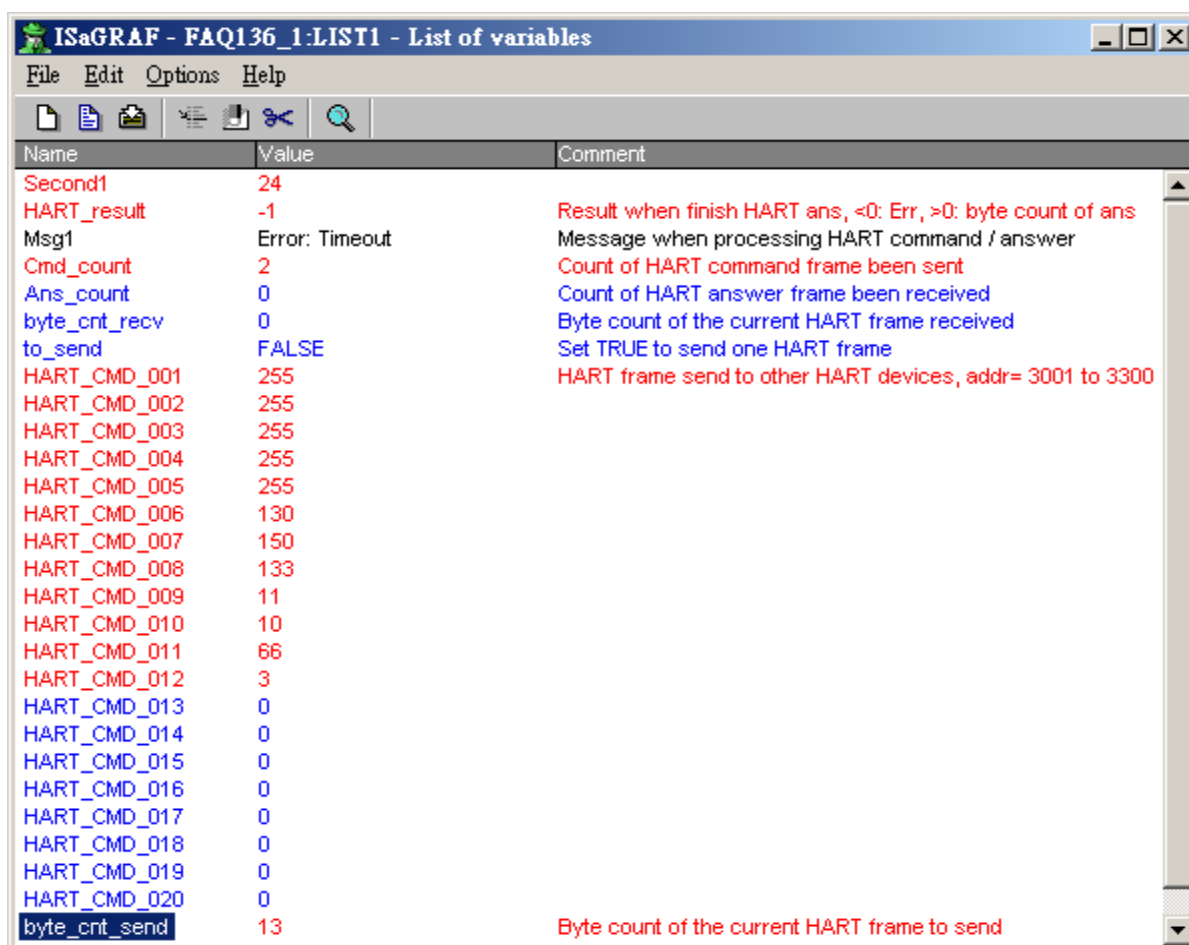 ISaGRAF - FAQ136_1:LIST1 - List of variables
File Edit Options Help
Name Value Comment
Second1 24
HART_result -1 Result when finish HART ans, <0: Err, >0: byte count of ans
Msg1 Error: Timeout Message when processing HART command / answer
Cmd_count 2 Count of HART command frame been sent
Ans_count 0 Count of HART answer frame been received
byte_cnt_recv 0 Byte count of the current HART frame received
to_send FALSE Set TRUE to send one HART frame
HART_CMD_001 255 HART frame send to other HART devices, addr= 3001 to 3300
HART_CMD_002 255
HART_CMD_003 255
HART_CMD_004 255
HART_CMD_005 255
HART_CMD_006 130
HART_CMD_007 150
HART_CMD_008 133
HART_CMD_009 11
HART_CMD_010 10
HART_CMD_011 66
HART_CMD_012 3
HART_CMD_013 0
HART_CMD_014 0
HART_CMD_015 0
HART_CMD_016 0
HART_CMD_017 0
HART_CMD_018 0
HART_CMD_019 0
HART_CMD_020 0
byte_cnt_send 13 Byte count of the current HART frame to send